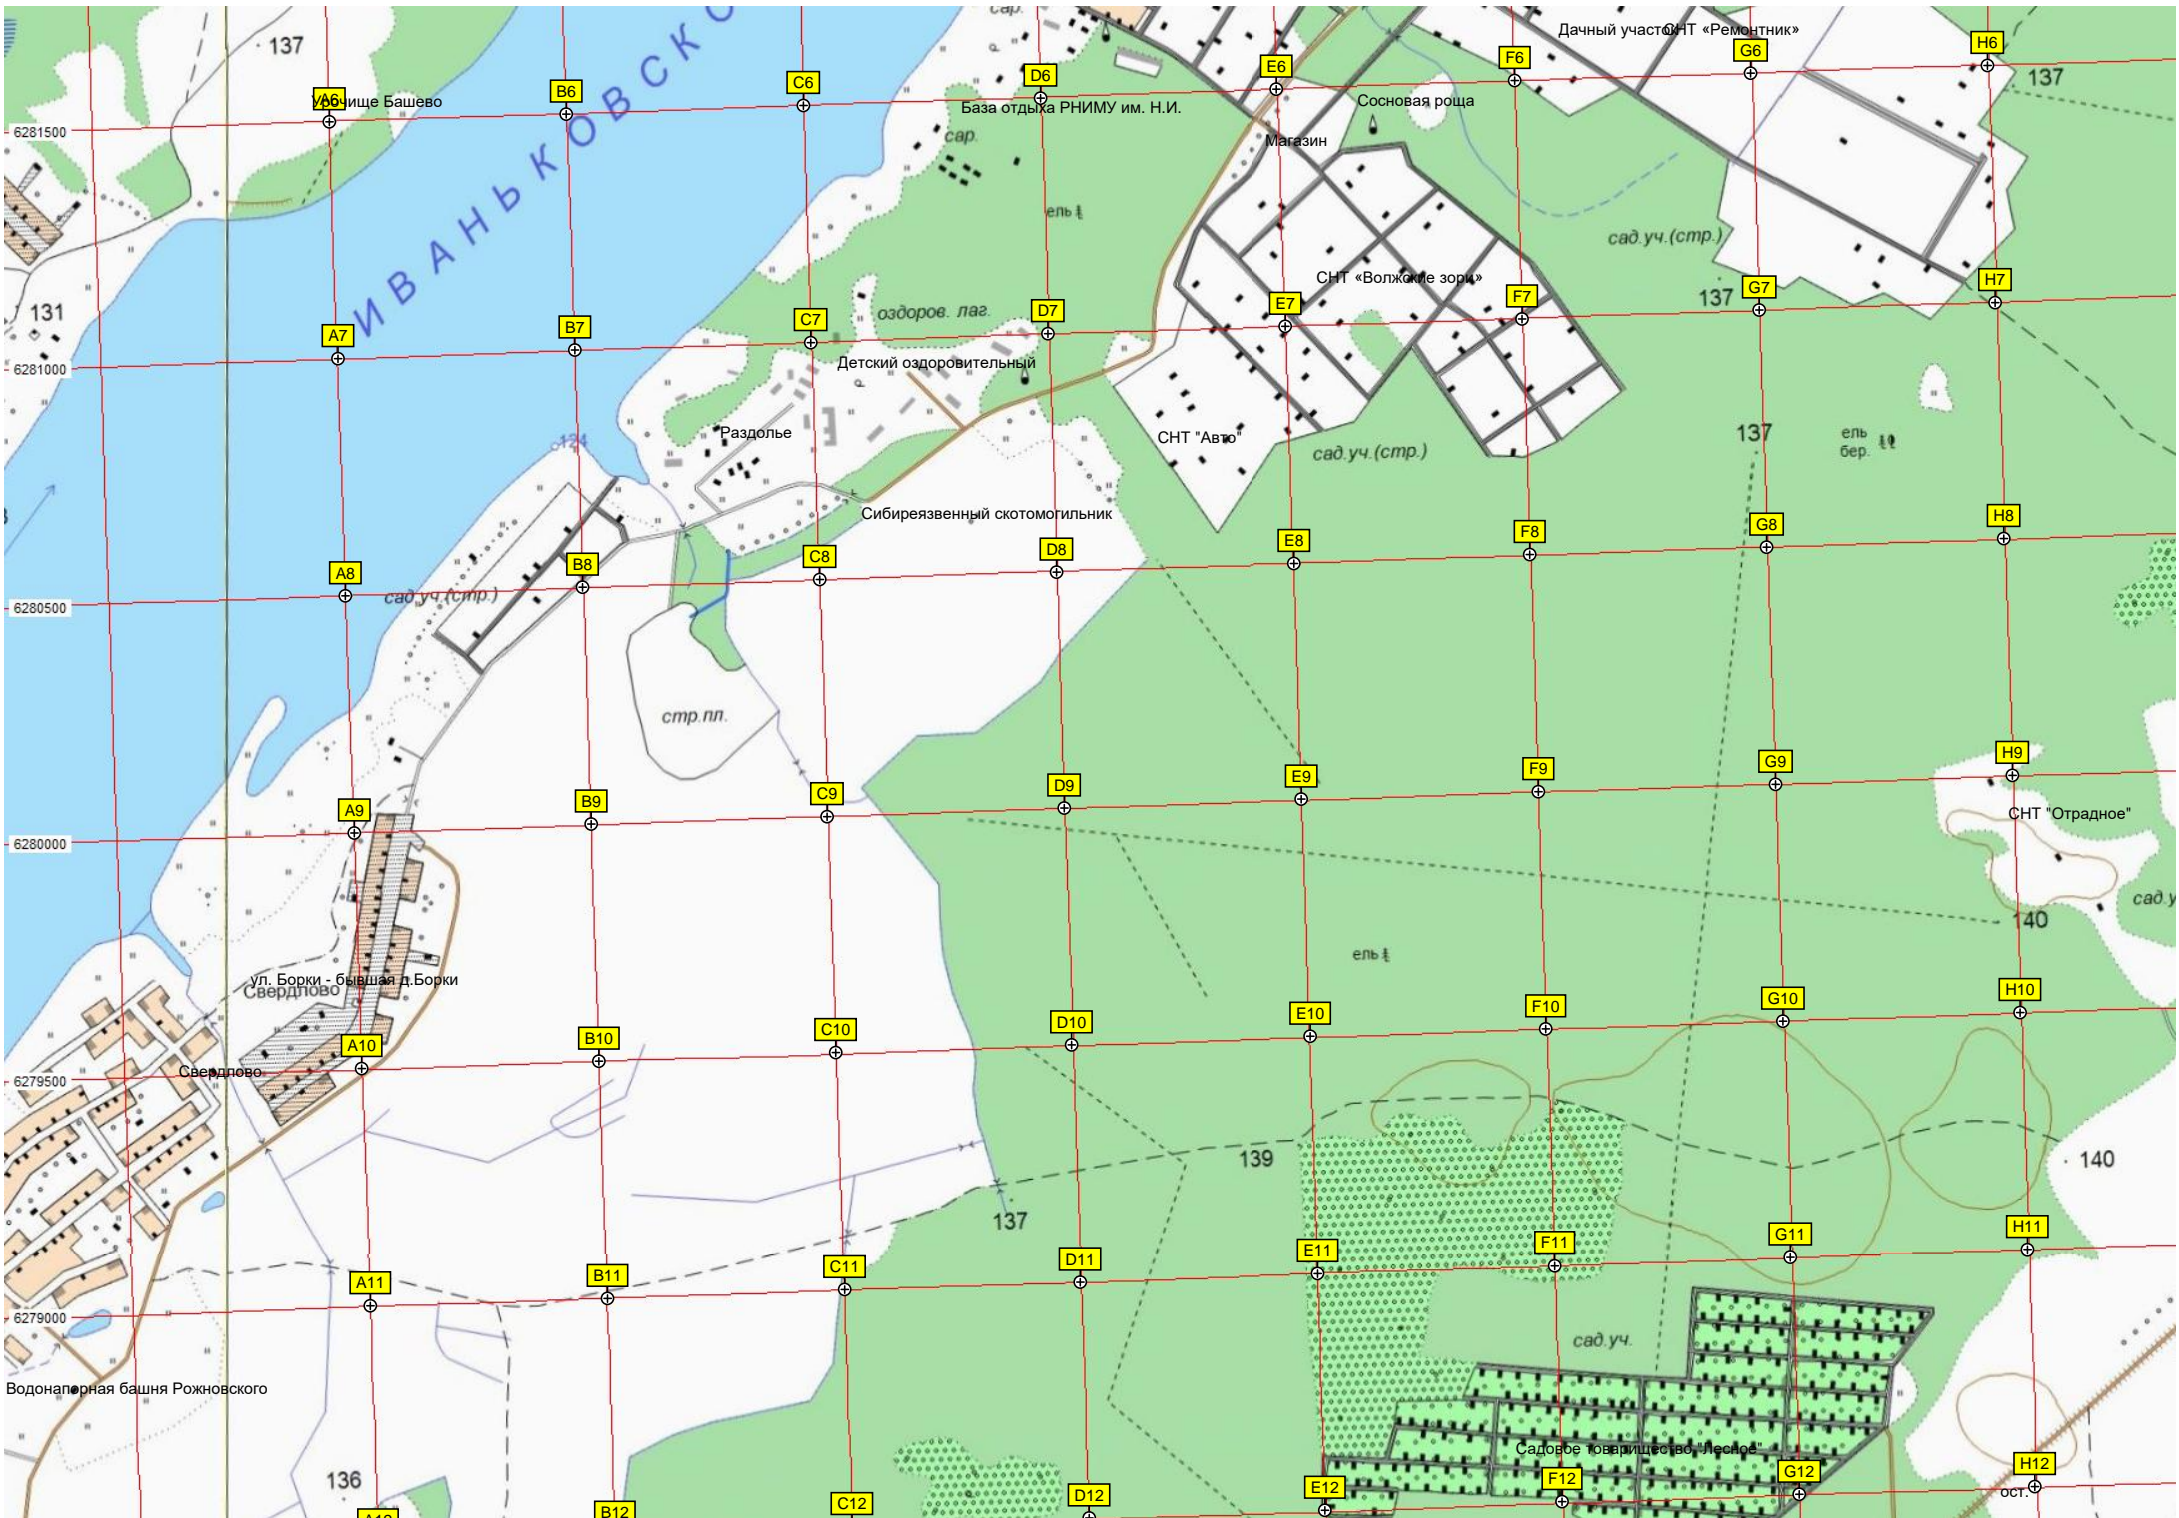 сар.
Дачный участок
СНТ «Ремонтник»
137
A6
Урочище Башево
B6
C6
D6
E6
F6
G6
H6
137
6281500
База отдыха РНИМУ им. Н.И.
Сосновая роща
сар.
Магазин
ИВАНЬКОВСКО
ель
сад.уч.(стр.)
СНТ «Волжские зори»
131
оздоров. лаг.
137
A7
B7
C7
D7
E7
F7
G7
H7
6281000
Детский оздоровительный
Р
Раздолье
124
СНТ "Авто"
сад.уч.(стр.)
137
ель
бер.
Сибиреязвенный скотомогильник
A8
B8
C8
D8
E8
F8
G8
H8
6280500
сад.уч.(стр.)
стр.пл.
A9
B9
C9
D9
E9
F9
G9
H9
6280000
СНТ "Отрадное"
сад.у
140
ель
ул. Борки - бывшая д.Борки
Свердлово
A10
B10
C10
D10
E10
F10
G10
H10
6279500
Свердлово
139
140
137
A11
B11
C11
D11
E11
F11
G11
H11
6279000
сад.уч.
Водонапорная башня Рожновского
Садовое товарищество "Лесное"
136
A12
B12
C12
D12
E12
F12
G12
H12
ост.